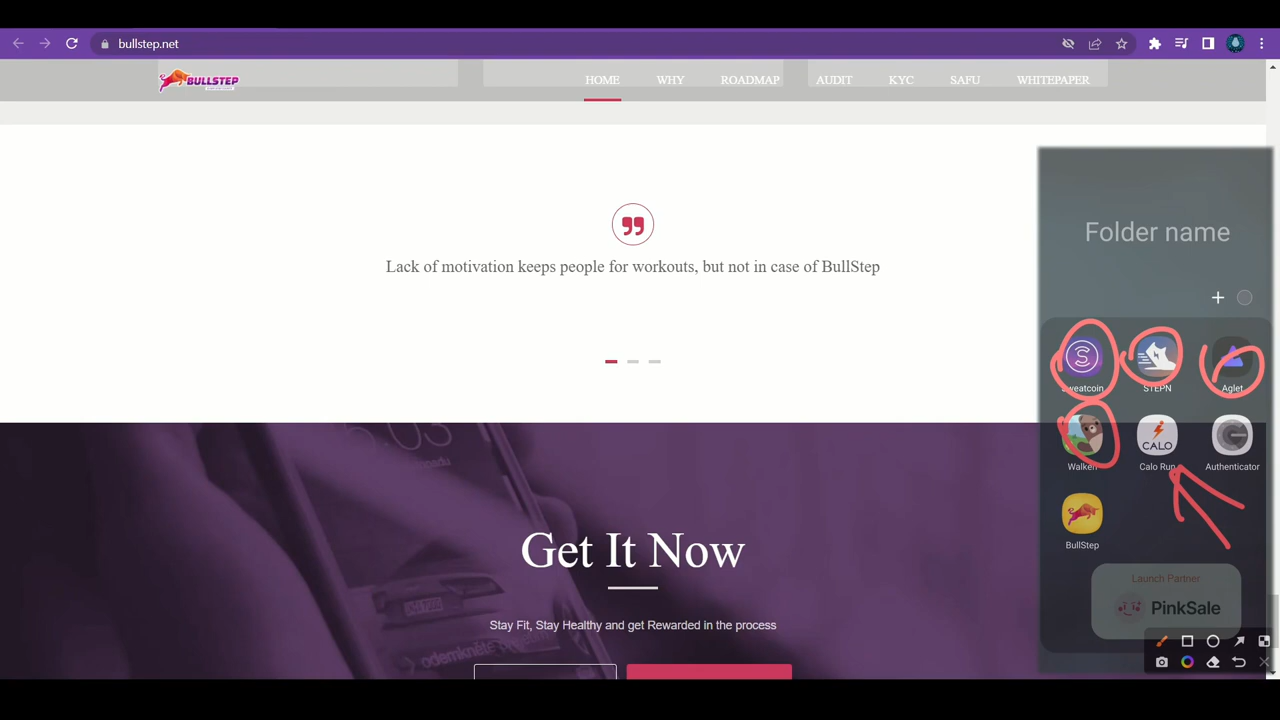 bullstep.net
BULLSTEP
HOME WHY ROADMAP AUDIT KYC SAFU WHITEPAPER
Lack of motivation keeps people for workouts, but not in case of BullStep
Folder name
Sweatcoin STEPN Aglet
Walken Calo Run Authenticator
CALO
BullStep
Get It Now
Stay Fit, Stay Healthy and get Rewarded in the process
Launch Partner
PinkSale